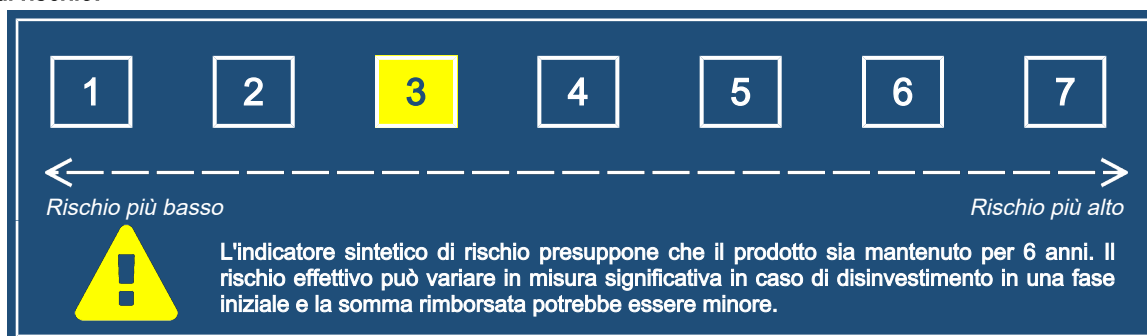 1 2 3 4 5 6 7
Rischio più basso Rischio più alto
L'indicatore sintetico di rischio presuppone che il prodotto sia mantenuto per 6 anni. Il
rischio effettivo può variare in misura significativa in caso di disinvestimento in una fase
iniziale e la somma rimborsata potrebbe essere minore.